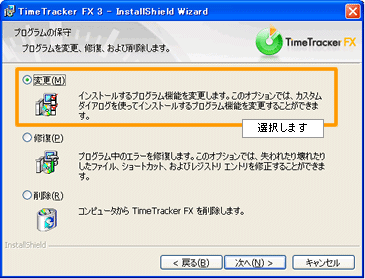 TimeTracker FX 3 - InstallShield Wizard
プログラムの保守
プログラムを変更、修復、および削除します。
TimeTracker FX
変更(M)
インストールするプログラム機能を変更します。このオプションでは、カスタム
ダイアログを使ってインストールするプログラム機能を変更することができま
す。
選択します
修復(P)
プログラム中のエラーを修復します。このオプションでは、失われたり壊れたり
したファイル、ショートカット、およびレジストリ エントリを修正することができま
す。
削除(R)
コンピュータから TimeTracker FX を削除します。
InstallShield
< 戻る(B)
次へ(N) >
キャンセル